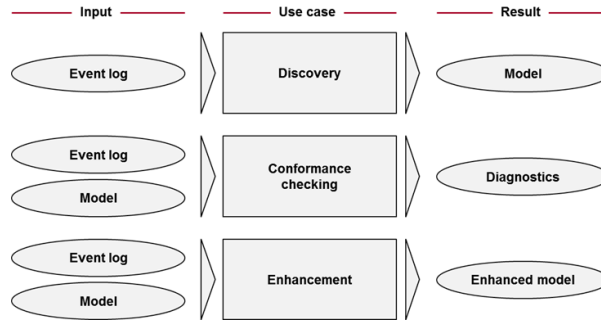 Input Use case Result
Event log Discovery Model
Event log
Model
Conformance
checking
Diagnostics
Event log
Model
Enhancement
Enhanced model